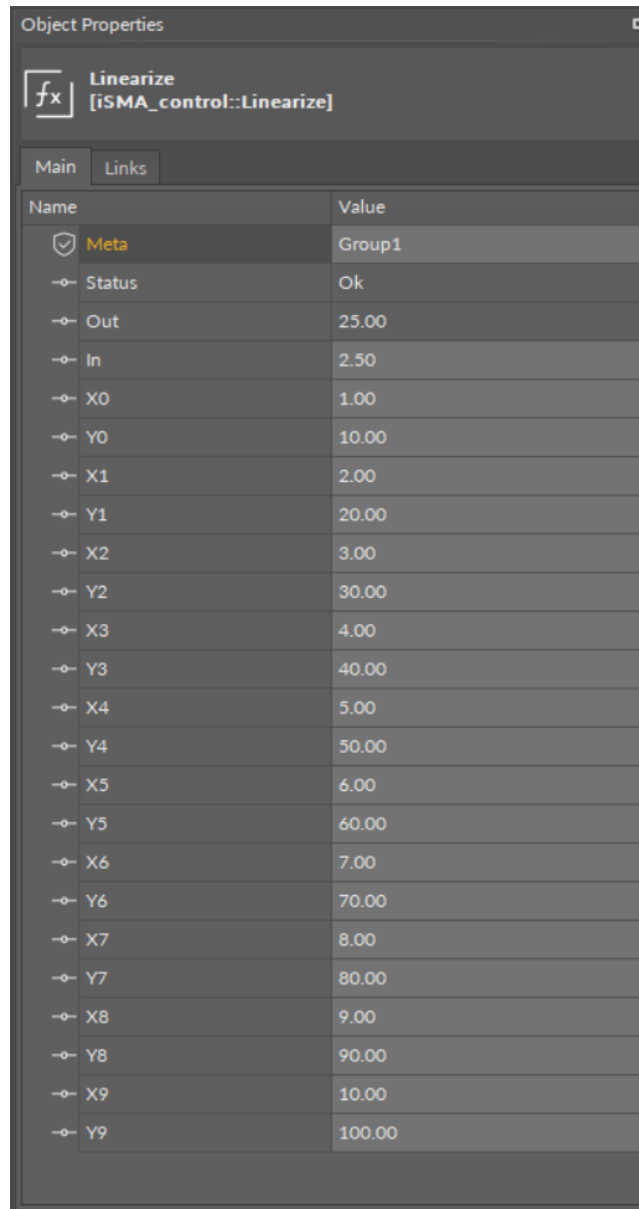 Object Properties
fx
Linearize
[iSMA_control::Linearize]
Main Links
Name Value
Meta Group1
Status Ok
Out 25.00
In 2.50
X0 1.00
Y0 10.00
X1 2.00
Y1 20.00
X2 3.00
Y2 30.00
X3 4.00
Y3 40.00
X4 5.00
Y4 50.00
X5 6.00
Y5 60.00
X6 7.00
Y6 70.00
X7 8.00
Y7 80.00
X8 9.00
Y8 90.00
X9 10.00
Y9 100.00